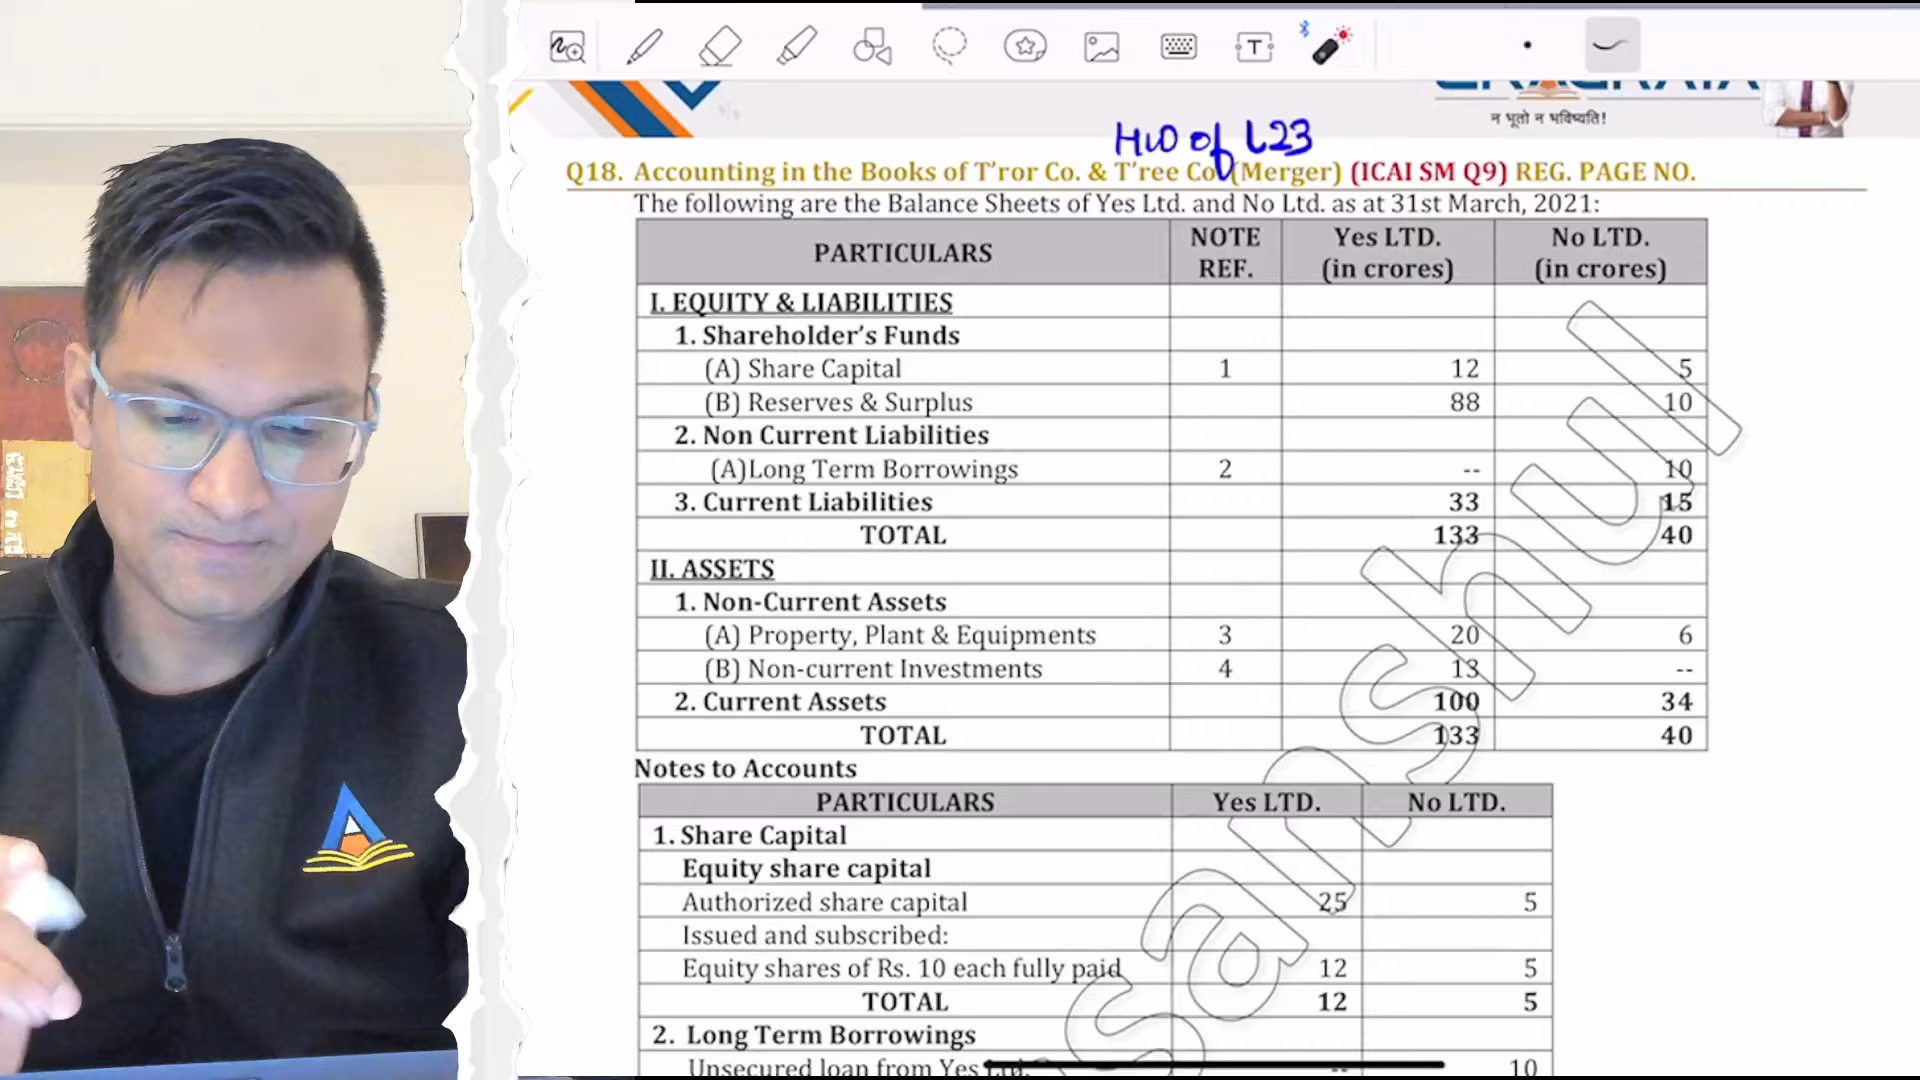 न भूतो न भविष्यति!
HW of L23
Q18. Accounting in the Books of T'ror Co. & T'ree Co. (Merger) (ICAI SM Q9) REG. PAGE NO.
The following are the Balance Sheets of Yes Ltd. and No Ltd. as at 31st March, 2021:
PARTICULARS NOTE REF. Yes LTD. (in crores) No LTD. (in crores)
I. EQUITY & LIABILITIES
1. Shareholder's Funds
(A) Share Capital 1 12 5
(B) Reserves & Surplus 88 10
2. Non Current Liabilities
(A)Long Term Borrowings 2 -- 10
3. Current Liabilities 33 15
TOTAL 133 40
II. ASSETS
1. Non-Current Assets
(A) Property, Plant & Equipments 3 20 6
(B) Non-current Investments 4 13 --
2. Current Assets 100 34
TOTAL 133 40
Notes to Accounts
PARTICULARS Yes LTD. No LTD.
1. Share Capital
Equity share capital
Authorized share capital 25 5
Issued and subscribed:
Equity shares of Rs. 10 each fully paid 12 5
TOTAL 12 5
2. Long Term Borrowings
Unsecured loan from Yes Ltd. -- 10